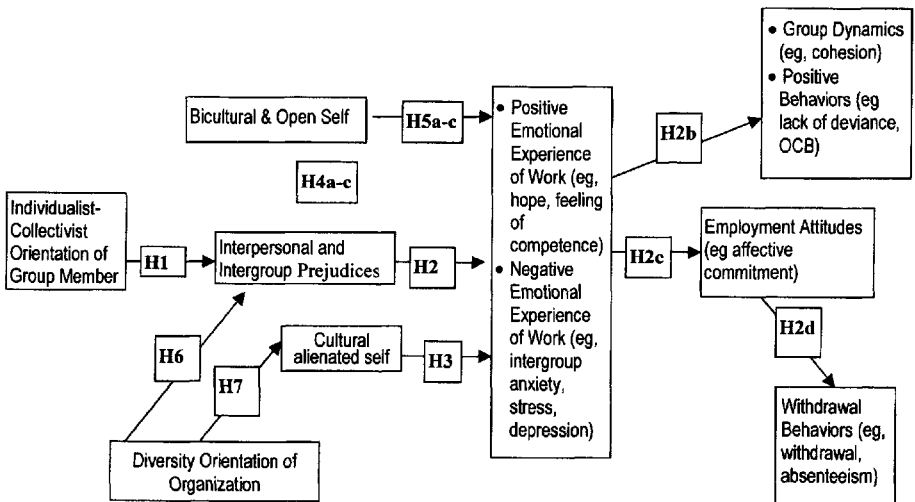 Bicultural & Open Self
H5a-c
H4a-c
Individualist-
Collectivist
Orientation of
Group Member
H1
Interpersonal and
Intergroup Prejudices
H2
H6
H7
Cultural
alienated self
H3
Diversity Orientation of
Organization
• Positive
Emotional
Experience
of Work (eg,
hope, feeling
of
competence)
• Negative
Emotional
Experience
of Work (eg,
intergroup
anxiety,
stress,
depression)
H2b
• Group Dynamics
(eg, cohesion)
• Positive
Behaviors (eg
lack of deviance,
OCB)
H2c
Employment Attitudes
(eg affective
commitment)
H2d
Withdrawal
Behaviors (eg,
withdrawal,
absenteeism)